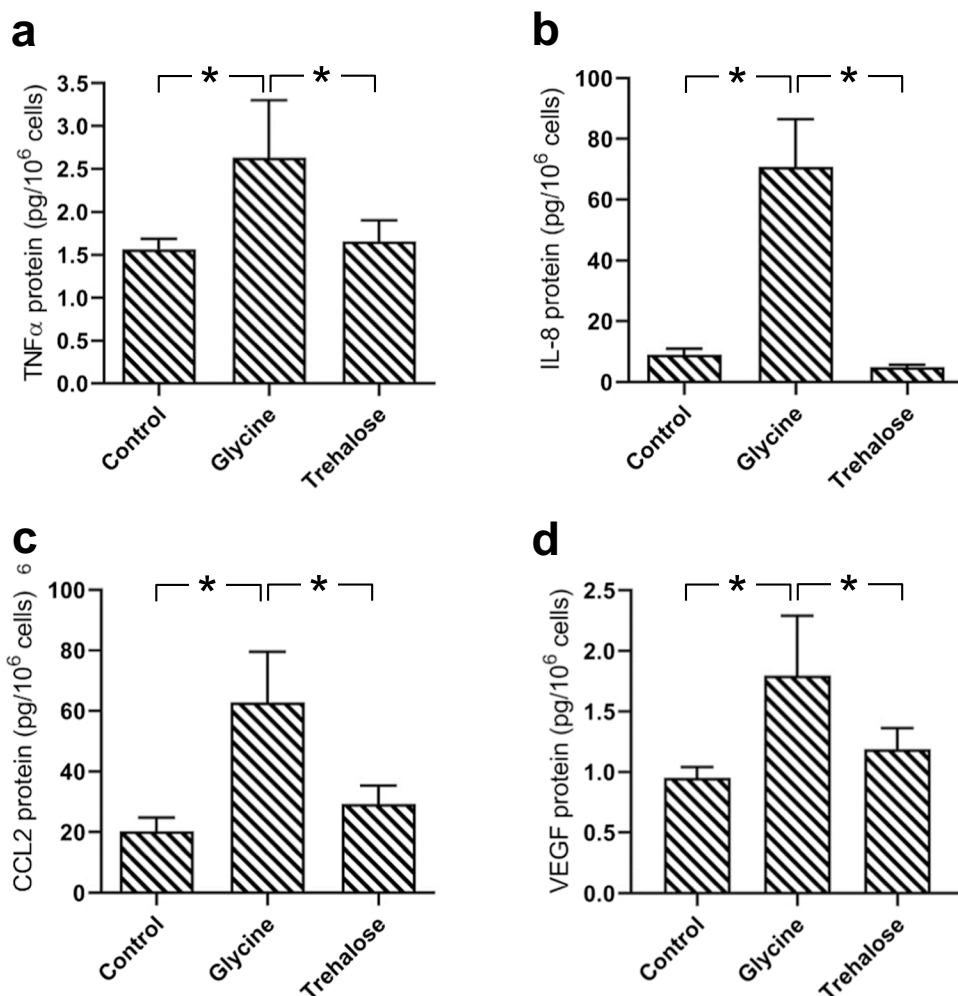 a
TNFα protein (pg/10⁶ cells)
3.5
3.0
2.5
2.0
1.5
1.0
0.5
0.0
* *
Control
Glycine
Trehalose
b
IL-8 protein (pg/10⁶ cells)
100
80
60
40
20
0
* *
Control
Glycine
Trehalose
c
CCL2 protein (pg/10⁶ cells) 6
100
80
60
40
20
0
* *
Control
Glycine
Trehalose
d
VEGF protein (pg/10⁶ cells)
2.5
2.0
1.5
1.0
0.5
0.0
* *
Control
Glycine
Trehalose